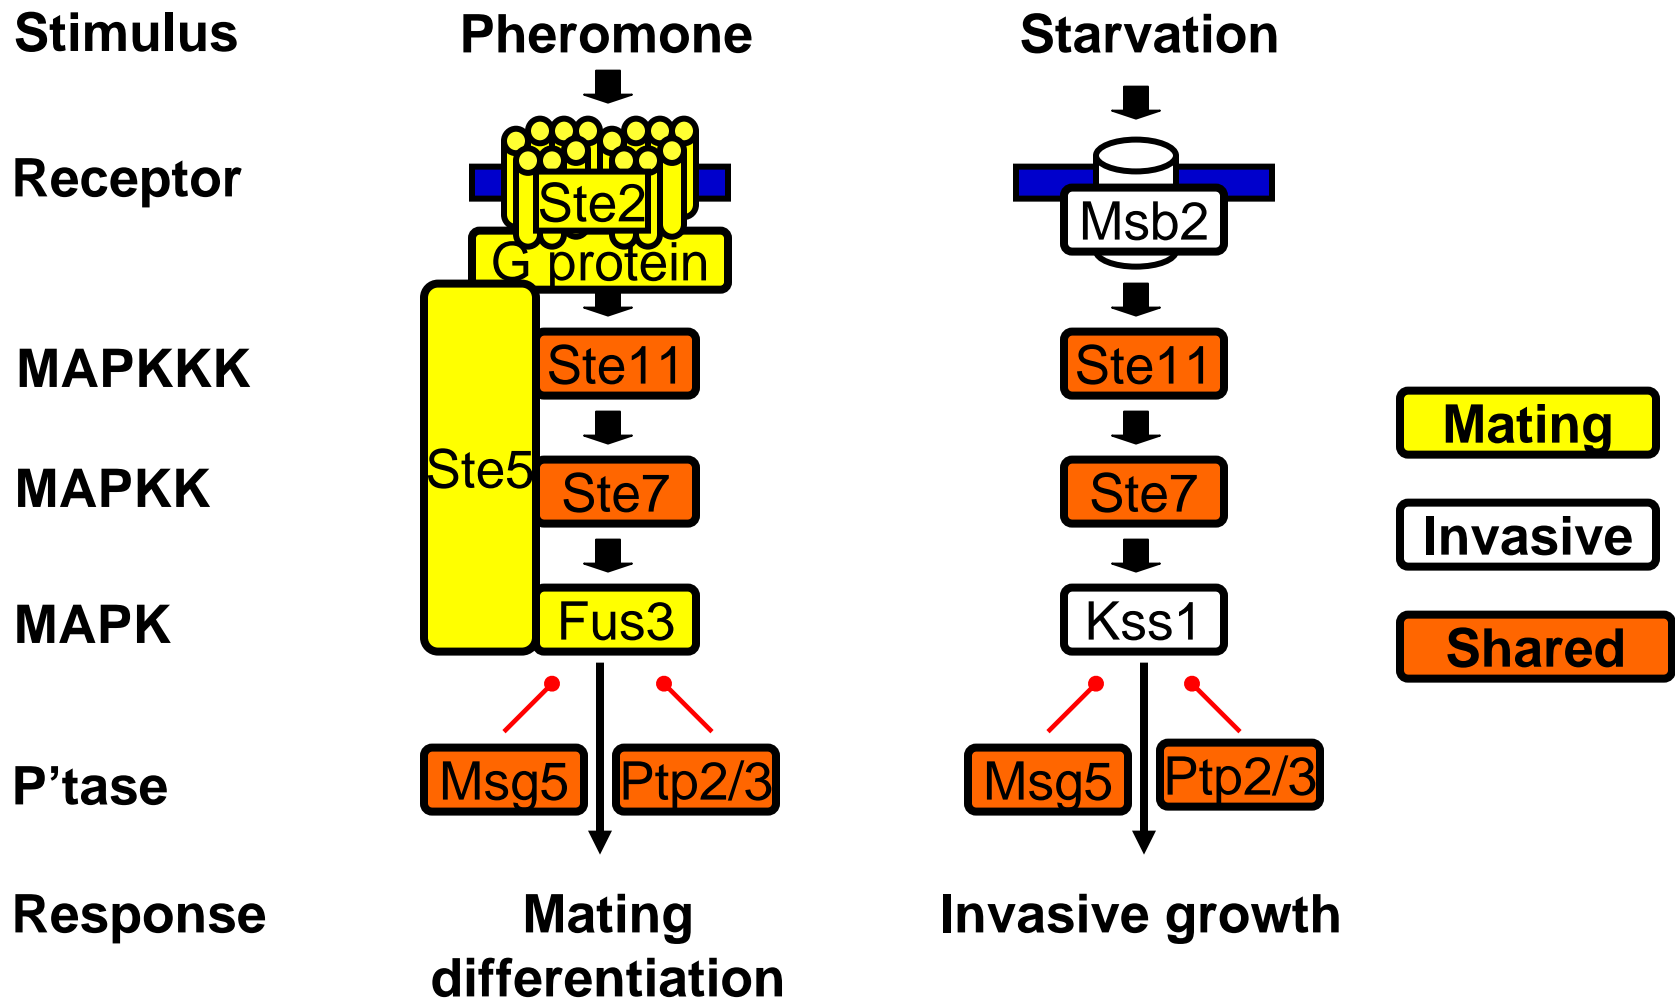 Stimulus Pheromone Starvation
Receptor Ste2 Msb2
G protein
MAPKKK Ste11 Ste11
Mating
Ste5
MAPKK Ste7 Ste7
Invasive
MAPK Fus3 Kss1
Shared
P'tase Msg5 Ptp2/3 Msg5 Ptp2/3
Response Mating Invasive growth
differentiation